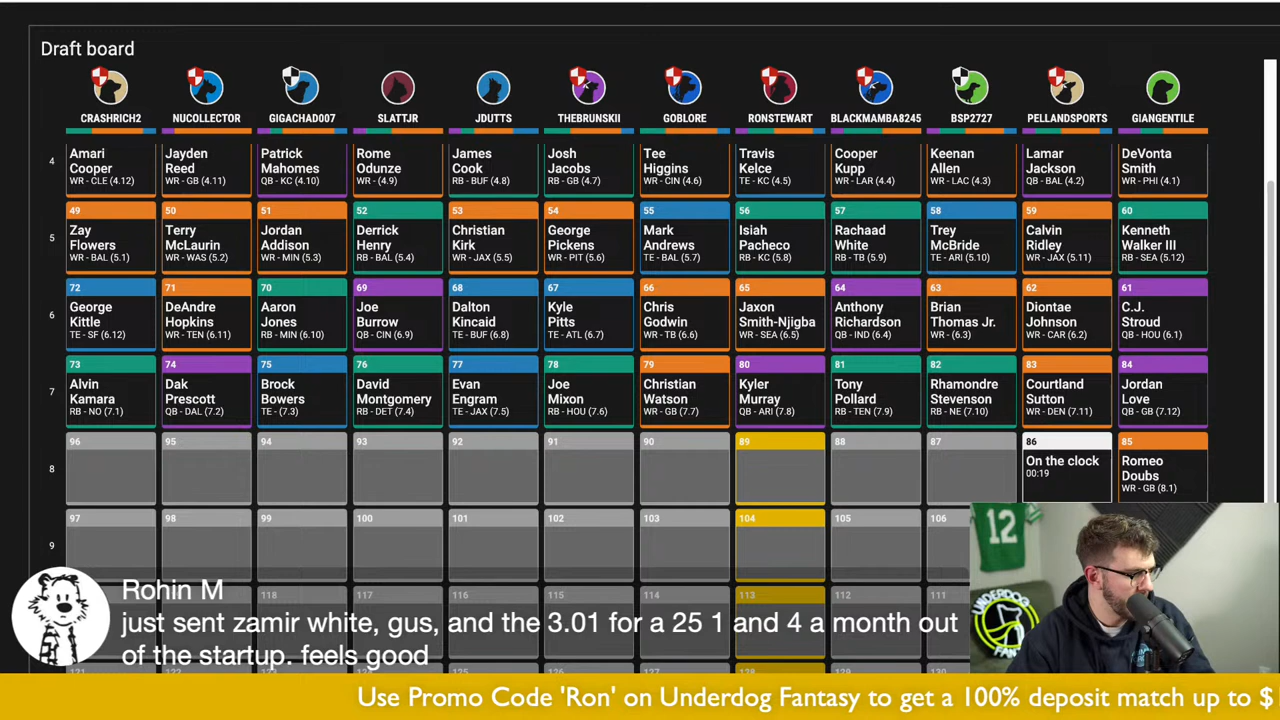 Draft board
CRASHRICH2 NUCOLLECTOR GIGACHAD007 SLATTJR JDUTTS THEBRUNSKII GOBLORE RONSTEWART BLACKMAMBA8245 BSP2727 PELLANDSPORTS GIANGENTILE
4
Amari Cooper
WR - CLE (4.12)
Jayden Reed
WR - GB (4.11)
Patrick Mahomes
QB - KC (4.10)
Rome Odunze
WR - (4.9)
James Cook
RB - BUF (4.8)
Josh Jacobs
RB - GB (4.7)
Tee Higgins
WR - CIN (4.6)
Travis Kelce
TE - KC (4.5)
Cooper Kupp
WR - LAR (4.4)
Keenan Allen
WR - LAC (4.3)
Lamar Jackson
QB - BAL (4.2)
DeVonta Smith
WR - PHI (4.1)
5
49
Zay Flowers
WR - BAL (5.1)
50
Terry McLaurin
WR - WAS (5.2)
51
Jordan Addison
WR - MIN (5.3)
52
Derrick Henry
RB - BAL (5.4)
53
Christian Kirk
WR - JAX (5.5)
54
George Pickens
WR - PIT (5.6)
55
Mark Andrews
TE - BAL (5.7)
56
Isiah Pacheco
RB - KC (5.8)
57
Rachaad White
RB - TB (5.9)
58
Trey McBride
TE - ARI (5.10)
59
Calvin Ridley
WR - JAX (5.11)
60
Kenneth Walker III
RB - SEA (5.12)
6
72
George Kittle
TE - SF (6.12)
71
DeAndre Hopkins
WR - TEN (6.11)
70
Aaron Jones
RB - MIN (6.10)
69
Joe Burrow
QB - CIN (6.9)
68
Dalton Kincaid
TE - BUF (6.8)
67
Kyle Pitts
TE - ATL (6.7)
66
Chris Godwin
WR - TB (6.6)
65
Jaxon Smith-Njigba
WR - SEA (6.5)
64
Anthony Richardson
QB - IND (6.4)
63
Brian Thomas Jr.
WR - (6.3)
62
Diontae Johnson
WR - CAR (6.2)
61
C.J. Stroud
QB - HOU (6.1)
7
73
Alvin Kamara
RB - NO (7.1)
74
Dak Prescott
QB - DAL (7.2)
75
Brock Bowers
TE - (7.3)
76
David Montgomery
RB - DET (7.4)
77
Evan Engram
TE - JAX (7.5)
78
Joe Mixon
RB - HOU (7.6)
79
Christian Watson
WR - GB (7.7)
80
Kyler Murray
QB - ARI (7.8)
81
Tony Pollard
RB - TEN (7.9)
82
Rhamondre Stevenson
RB - NE (7.10)
83
Courtland Sutton
WR - DEN (7.11)
84
Jordan Love
QB - GB (7.12)
8
96 95 94 93 92 91 90 89 88 87
86
On the clock
00:19
85
Romeo Doubs
WR - GB (8.1)
9
97 98 99 100 101 102 103 104 105 106
118 117 116 115 114 113 112 111
12
UNDERDOG FAN
Rohin M
just sent zamir white, gus, and the 3.01 for a 25 1 and 4 a month out
of the startup. feels good
Use Promo Code 'Ron' on Underdog Fantasy to get a 100% deposit match up to $